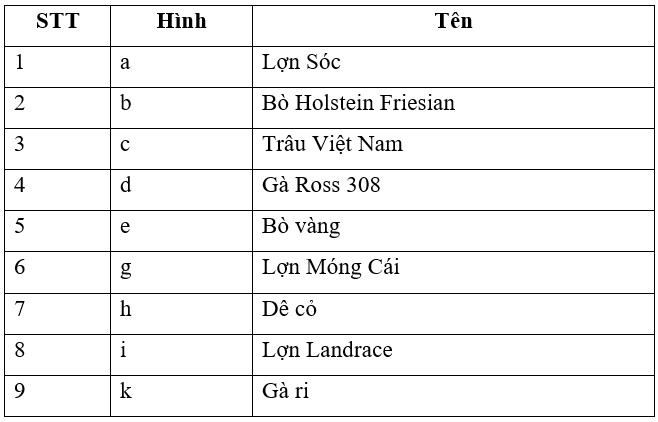 STT Hình Tên
1 a Lợn Sóc
2 b Bò Holstein Friesian
3 c Trâu Việt Nam
4 d Gà Ross 308
5 e Bò vàng
6 g Lợn Móng Cái
7 h Dê cỏ
8 i Lợn Landrace
9 k Gà ri